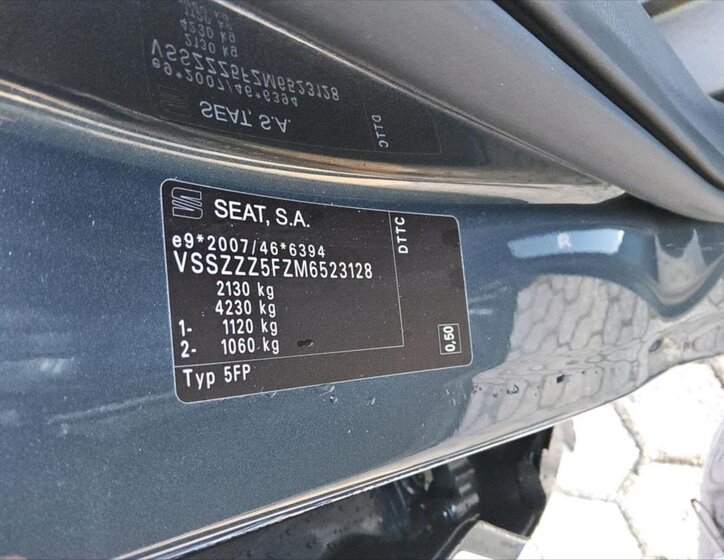 SEAT, S.A.
e9*2007/46*6394
VSSZZZ5FZM6523128
2130 kg
4230 kg
1- 1120 kg
2- 1060 kg
Typ 5FP
DTTC
0,50